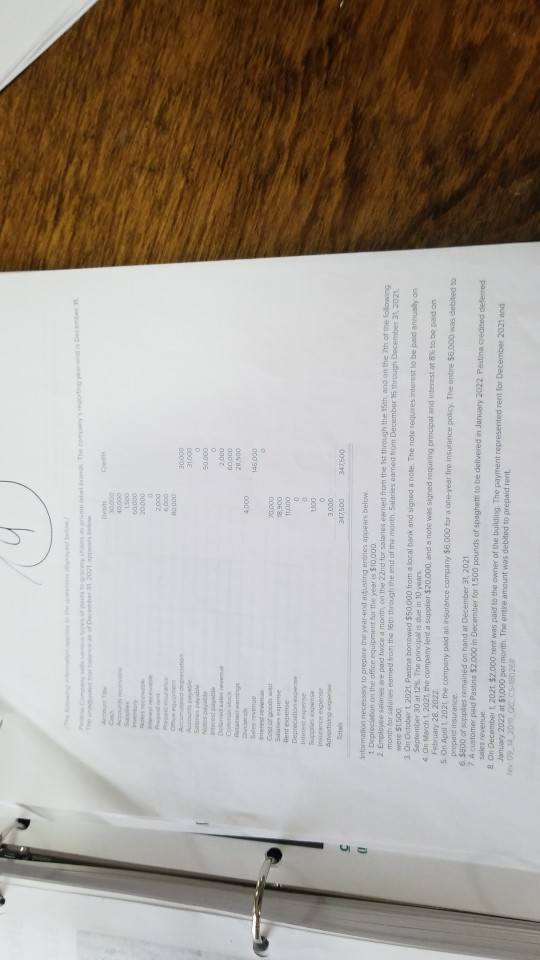 9
Pastina Company sells various types of pasta to grocery chains as private label brands. The company's reporting year-end is December 31.
The unadjusted trial balance as of December 31, 2021, appears below.
Account Title Debits Credits
Cash 30,000
Accounts receivable 40,000
Supplies 1,500
Inventory 60,000
Notes receivable 20,000
Interest receivable 0
Prepaid rent 2,000
Prepaid insurance 6,000
Office equipment 80,000
Accumulated depreciation 30,000
Accounts payable 31,000
Salaries payable 0
Notes payable 50,000
Interest payable 0
Deferred sales revenue 2,000
Common stock 60,000
Retained earnings 28,500
Dividends 4,000
Sales revenue 146,000
Interest revenue 0
Cost of goods sold 70,000
Salaries expense 18,900
Rent expense 11,000
Depreciation expense 0
Interest expense 0
Supplies expense 1,100
Insurance expense 0
Advertising expense 3,000
Totals 347,500 347,500
Information necessary to prepare the year-end adjusting entries appears below.
1. Depreciation on the office equipment for the year is $10,000.
2. Employee salaries are paid twice a month, on the 22nd for salaries earned from the 1st through the 15th, and on the 7th of the following
month for salaries earned from the 16th through the end of the month. Salaries earned from December 16 through December 31, 2021,
were $1,500.
3. On October 1, 2021, Pastina borrowed $50,000 from a local bank and signed a note. The note requires interest to be paid annually on
September 30 at 12%. The principal is due in 10 years.
4. On March 1, 2021, the company lent a supplier $20,000, and a note was signed requiring principal and interest at 8% to be paid on
February 28, 2022.
5. On April 1, 2021, the company paid an insurance company $6,000 for a one-year fire insurance policy. The entire $6,000 was debited to
prepaid insurance.
6. $800 of supplies remained on hand at December 31, 2021.
7. A customer paid Pastina $2,000 in December for 1,500 pounds of spaghetti to be delivered in January 2022. Pastina credited deferred
sales revenue.
8. On December 1, 2021, $2,000 rent was paid to the owner of the building. The payment represented rent for December 2021 and
January 2022 at $1,000 per month. The entire amount was debited to prepaid rent.